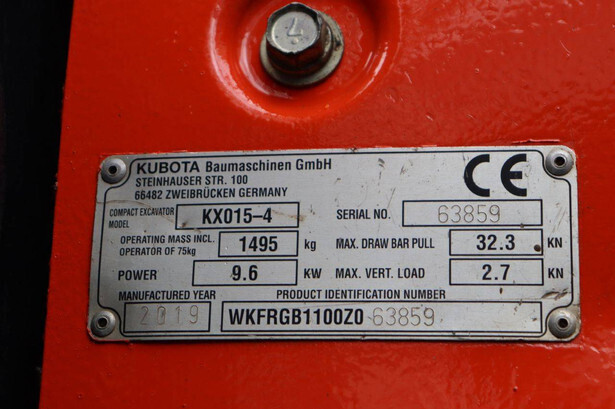 4
KUBOTA Baumaschinen GmbH
STEINHAUSER STR. 100
66482 ZWEIBRÜCKEN GERMANY
CE
COMPACT EXCAVATOR MODEL KX015-4 SERIAL NO. 63859
OPERATING MASS INCL. OPERATOR OF 75kg 1495 kg MAX. DRAW BAR PULL 32.3 KN
POWER 9.6 KW MAX. VERT. LOAD 2.7 KN
MANUFACTURED YEAR PRODUCT IDENTIFICATION NUMBER
2019 WKFRGB1100Z063859